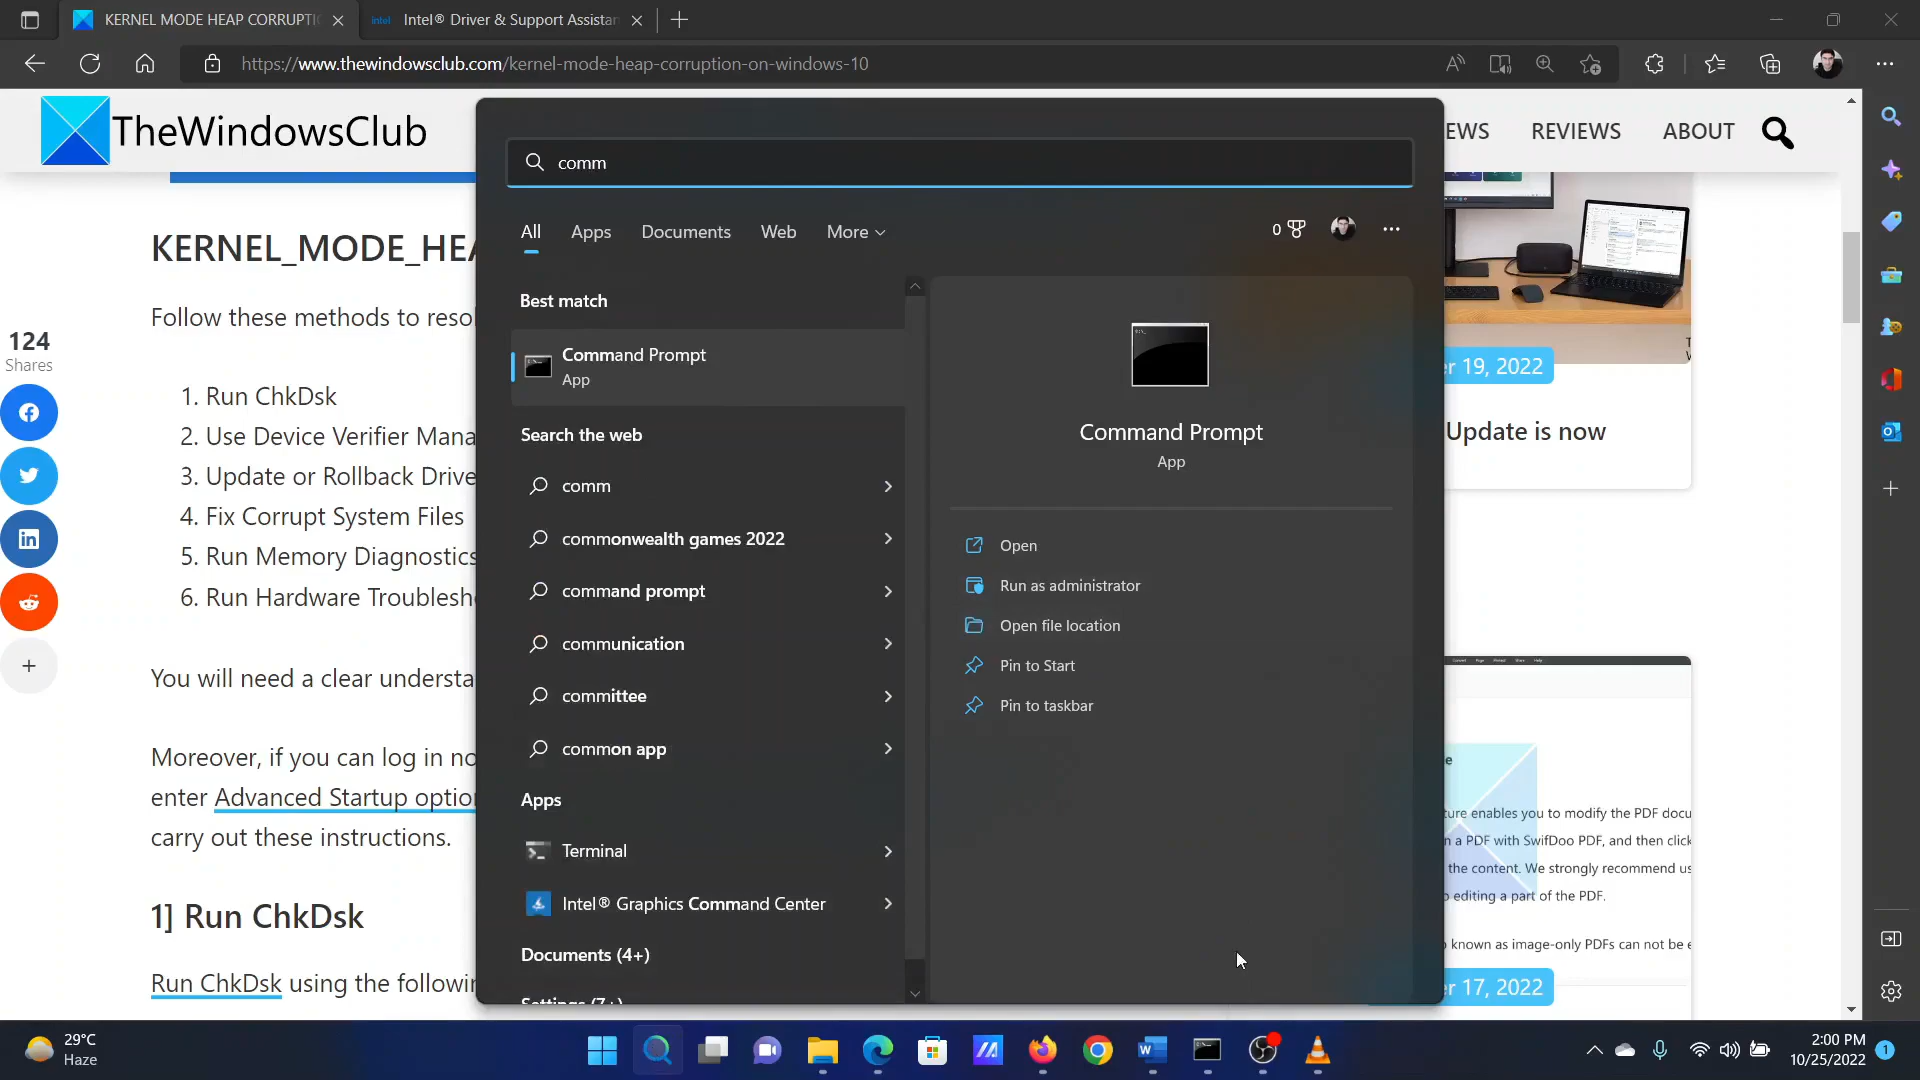 KERNEL MODE HEAP CORRUPTI
intel
Intel® Driver & Support Assistan
https://www.thewindowsclub.com/kernel-mode-heap-corruption-on-windows-10
TheWindowsClub
EWS
REVIEWS
ABOUT
comm
All
Apps
Documents
Web
More
0
KERNEL_MODE_HEA
Follow these methods to reso
124
Shares
1. Run ChkDsk
2. Use Device Verifier Mana
3. Update or Rollback Drive
4. Fix Corrupt System Files
5. Run Memory Diagnostics
6. Run Hardware Troublesh
You will need a clear understa
Moreover, if you can log in no
enter Advanced Startup option
carry out these instructions.
1] Run ChkDsk
Run ChkDsk using the followin
Best match
Command Prompt
App
Search the web
comm
commonwealth games 2022
command prompt
communication
committee
common app
Apps
Terminal
Intel® Graphics Command Center
Documents (4+)
Settings (7+)
Command Prompt
App
Open
Run as administrator
Open file location
Pin to Start
Pin to taskbar
er 19, 2022
Update is now
e
ture enables you to modify the PDF docu
n a PDF with SwifDoo PDF, and then click
the content. We strongly recommend us
o editing a part of the PDF.
known as image-only PDFs can not be e
r 17, 2022
29°C
Haze
2:00 PM
10/25/2022
1